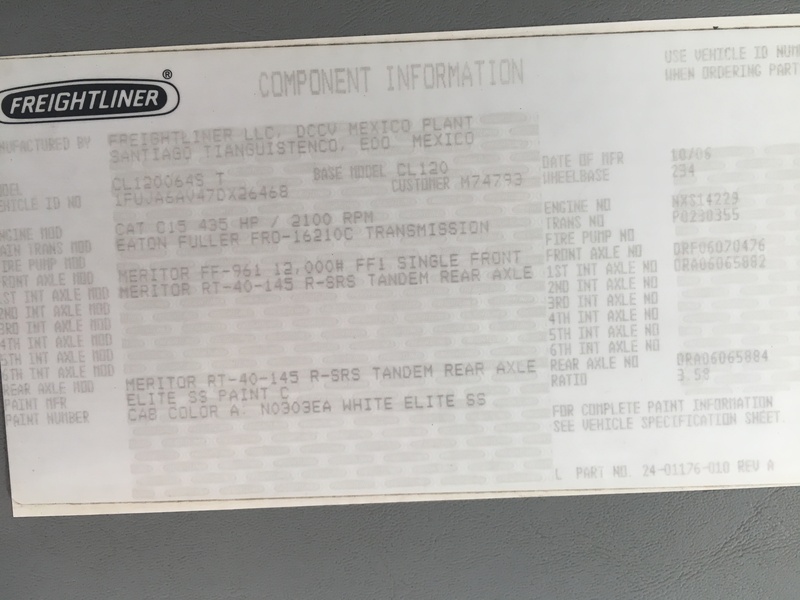 FREIGHTLINER ®
COMPONENT INFORMATION
USE VEHICLE ID NUM
WHEN ORDERING PART
NUFACTURED BY FREIGHTLINER LLC, DCCV MEXICO PLANT
SANTIAGO TIANGUISTENCO, EDO. MEXICO
ODEL CL120064S T BASE MODEL CL120 DATE OF MFR 10/06
EHICLE ID NO 1FUJA6AV47DX26468 CUSTOMER M74793 WHEELBASE 234
ENGINE MOD CAT C15 435 HP / 2100 RPM ENGINE NO NXS14229
AIN TRANS MOD EATON FULLER FRO-16210C TRANSMISSION TRANS NO P0230355
IRE PUMP MOD FIRE PUMP NO
RONT AXLE MOD MERITOR FF-961 12,000# FF1 SINGLE FRONT FRONT AXLE NO ORF06070476
1ST INT AXLE MOD MERITOR RT-40-145 R-SRS TANDEM REAR AXLE 1ST INT AXLE NO ORA06065882
2ND INT AXLE MOD 2ND INT AXLE NO
3RD INT AXLE MOD 3RD INT AXLE NO
4TH INT AXLE MOD 4TH INT AXLE NO
5TH INT AXLE MOD 5TH INT AXLE NO
6TH INT AXLE MOD 6TH INT AXLE NO
REAR AXLE MOD MERITOR RT-40-145 R-SRS TANDEM REAR AXLE REAR AXLE NO ORA06065884
PAINT MFR ELITE SS PAINT C RATIO 3.58
PAINT NUMBER CAB COLOR A: N0303EA WHITE ELITE SS
FOR COMPLETE PAINT INFORMATION
SEE VEHICLE SPECIFICATION SHEET.
L PART NO. 24-01176-010 REV A